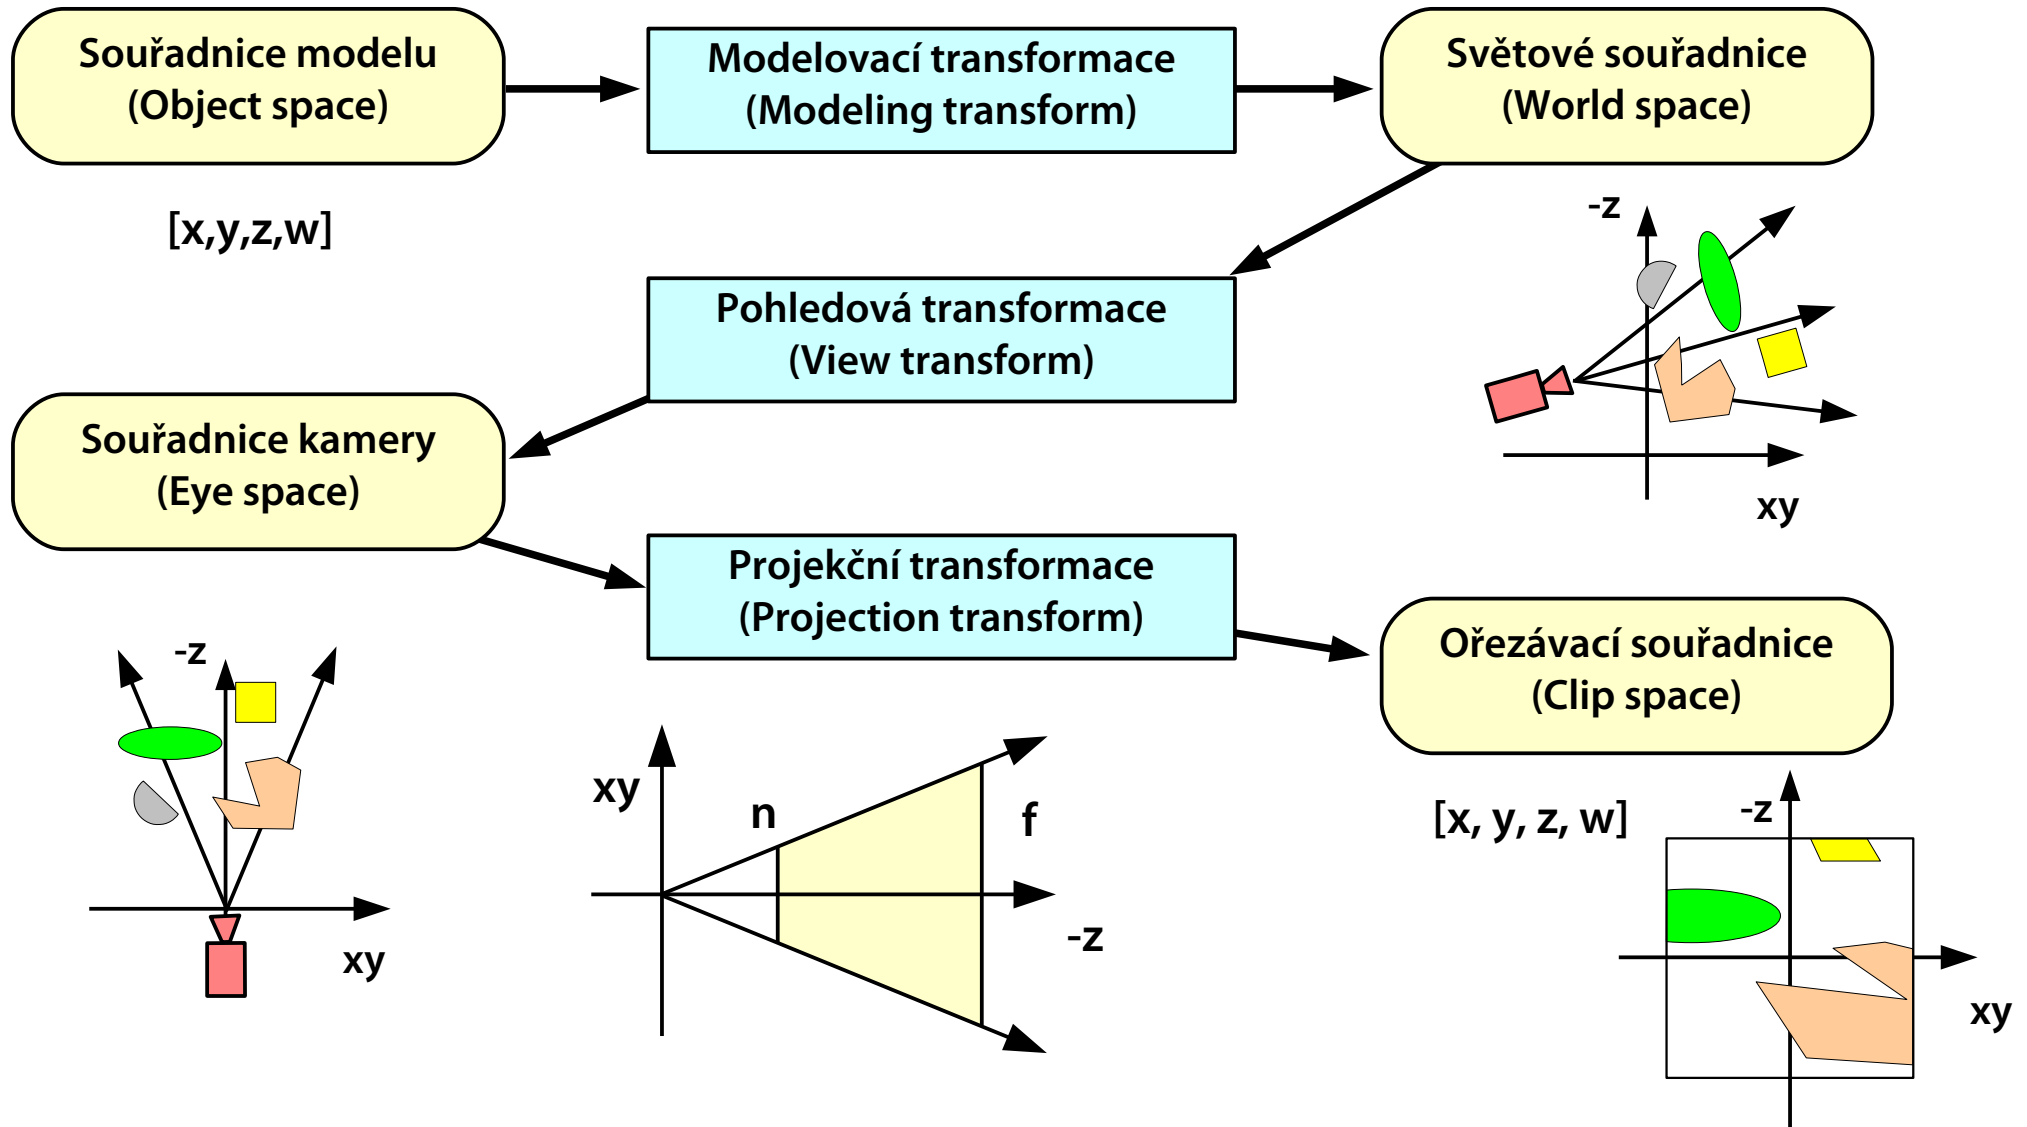 Souřadnice modelu
(Object space)
Modelovací transformace
(Modeling transform)
Světové souřadnice
(World space)
[x,y,z,w]
-z
xy
Pohledová transformace
(View transform)
Souřadnice kamery
(Eye space)
Projekční transformace
(Projection transform)
Ořezávací souřadnice
(Clip space)
-z
xy
xy
n
f
-z
[x, y, z, w]
-z
xy